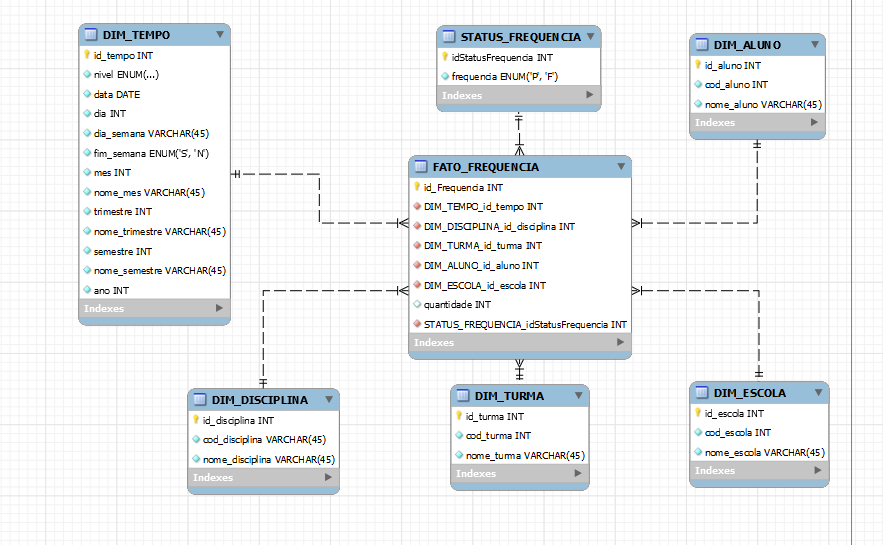 DIM_TEMPO
id_tempo INT
nivel ENUM(...)
data DATE
dia INT
dia_semana VARCHAR(45)
fim_semana ENUM('S', 'N')
mes INT
nome_mes VARCHAR(45)
trimestre INT
nome_trimestre VARCHAR(45)
semestre INT
nome_semestre VARCHAR(45)
ano INT
Indexes
STATUS_FREQUENCIA
idStatusFrequencia INT
frequencia ENUM('P', 'F')
Indexes
DIM_ALUNO
id_aluno INT
cod_aluno INT
nome_aluno VARCHAR(45)
Indexes
FATO_FREQUENCIA
id_Frequencia INT
DIM_TEMPO_id_tempo INT
DIM_DISCIPLINA_id_disciplina INT
DIM_TURMA_id_turma INT
DIM_ALUNO_id_aluno INT
DIM_ESCOLA_id_escola INT
quantidade INT
STATUS_FREQUENCIA_idStatusFrequencia INT
Indexes
DIM_DISCIPLINA
id_disciplina INT
cod_disciplina VARCHAR(45)
nome_disciplina VARCHAR(45)
Indexes
DIM_TURMA
id_turma INT
cod_turma INT
nome_turma VARCHAR(45)
Indexes
DIM_ESCOLA
id_escola INT
cod_escola INT
nome_escola VARCHAR(45)
Indexes